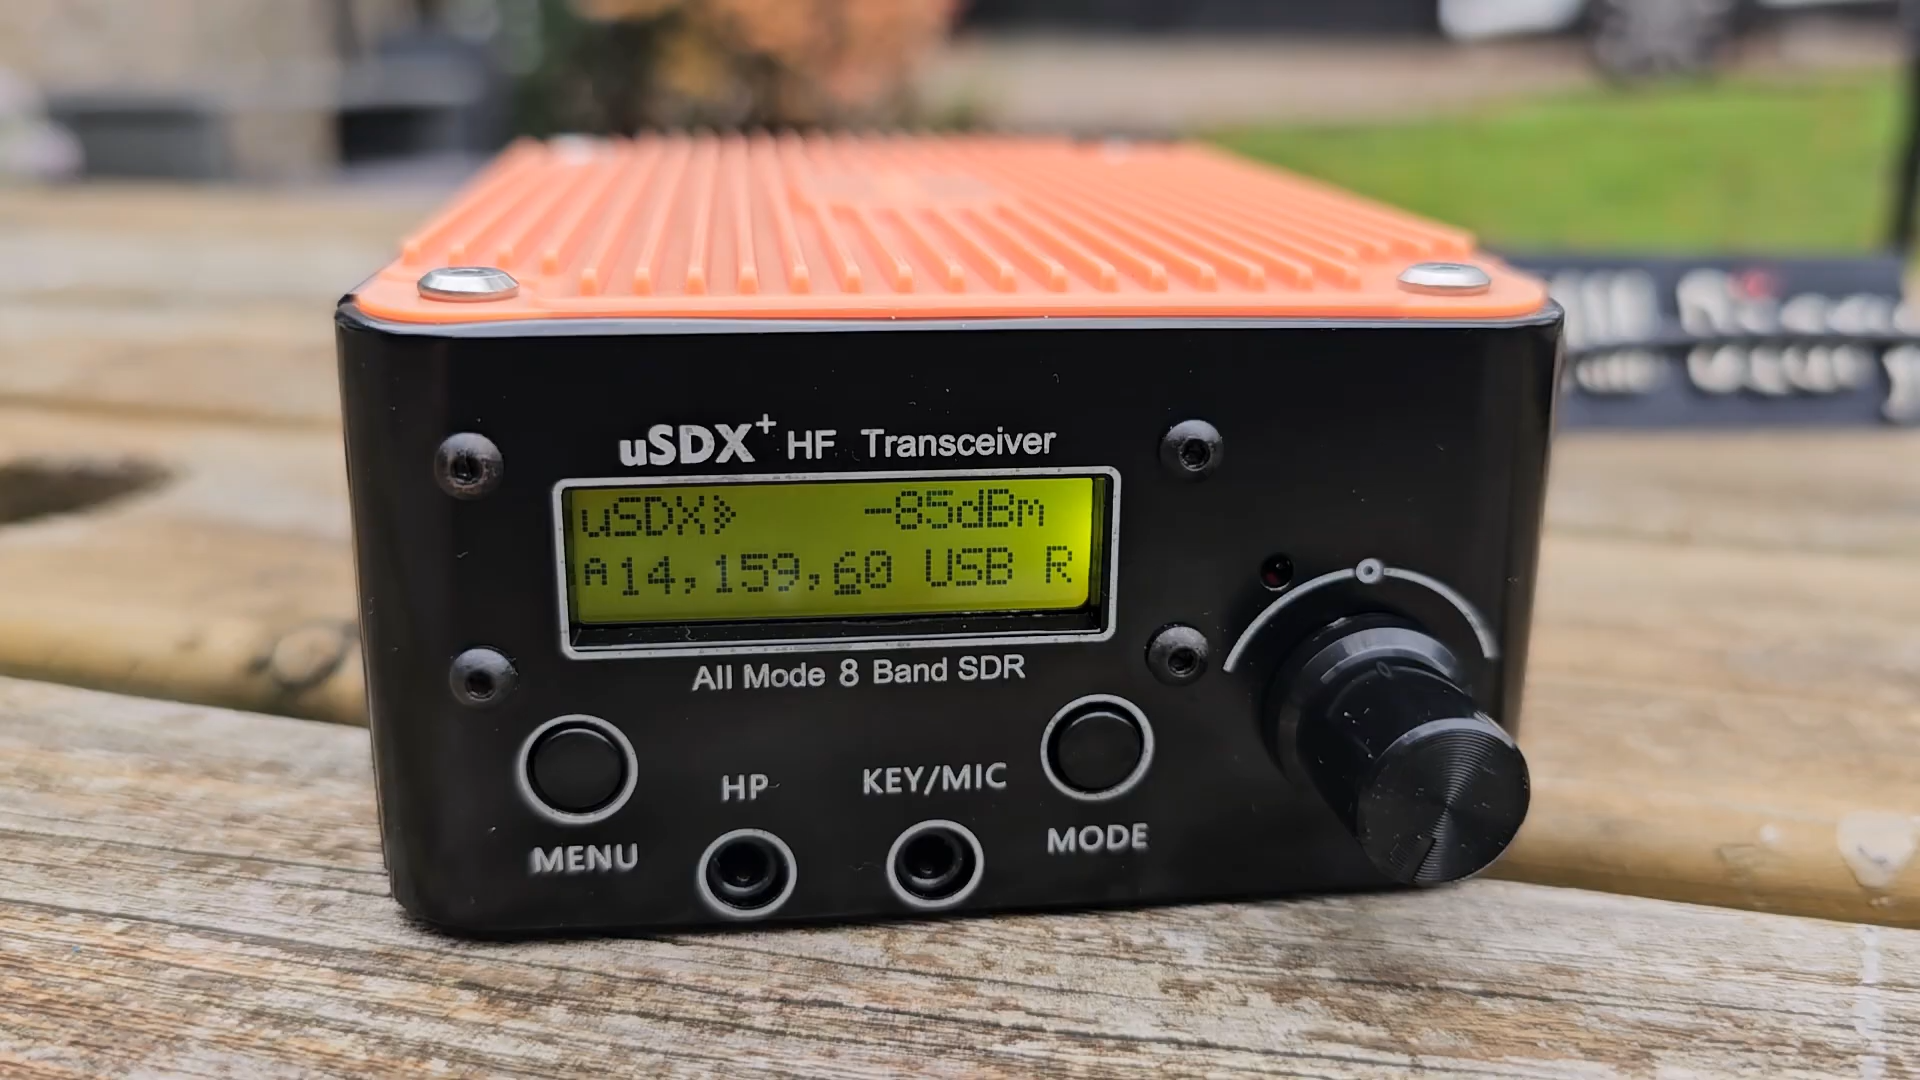 uSDX⁺ HF Transceiver
uSDX» -85dBm
A14,159,60 USB R
All Mode 8 Band SDR
HP KEY/MIC
MENU MODE